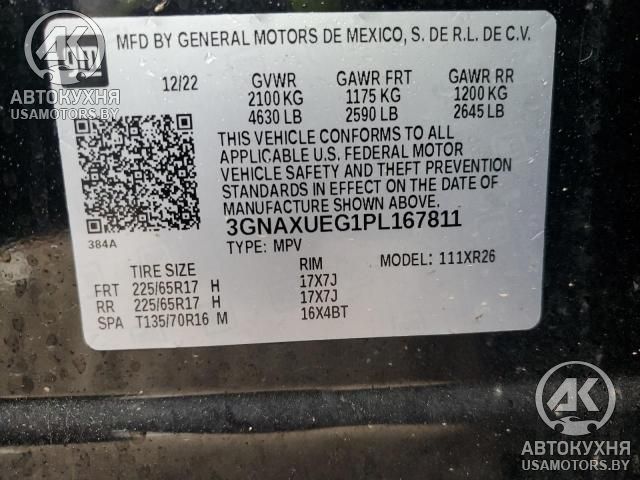 MFD BY GENERAL MOTORS DE MEXICO, S. DE R.L. DE C.V.
GM
12/22 GVWR GAWR FRT GAWR RR
2100 KG 1175 KG 1200 KG
4630 LB 2590 LB 2645 LB
THIS VEHICLE CONFORMS TO ALL
APPLICABLE U.S. FEDERAL MOTOR
VEHICLE SAFETY AND THEFT PREVENTION
STANDARDS IN EFFECT ON THE DATE OF
MANUFACTURE SHOWN ABOVE.
3GNAXUEG1PL167811
384A
TYPE: MPV MODEL: 111XR26
TIRE SIZE RIM
FRT 225/65R17 H 17X7J
RR 225/65R17 H 17X7J
SPA T135/70R16 M 16X4BT
АК
АВТОКУХНЯ
USAMOTORS.BY
АК
АВТОКУХНЯ
USAMOTORS.BY